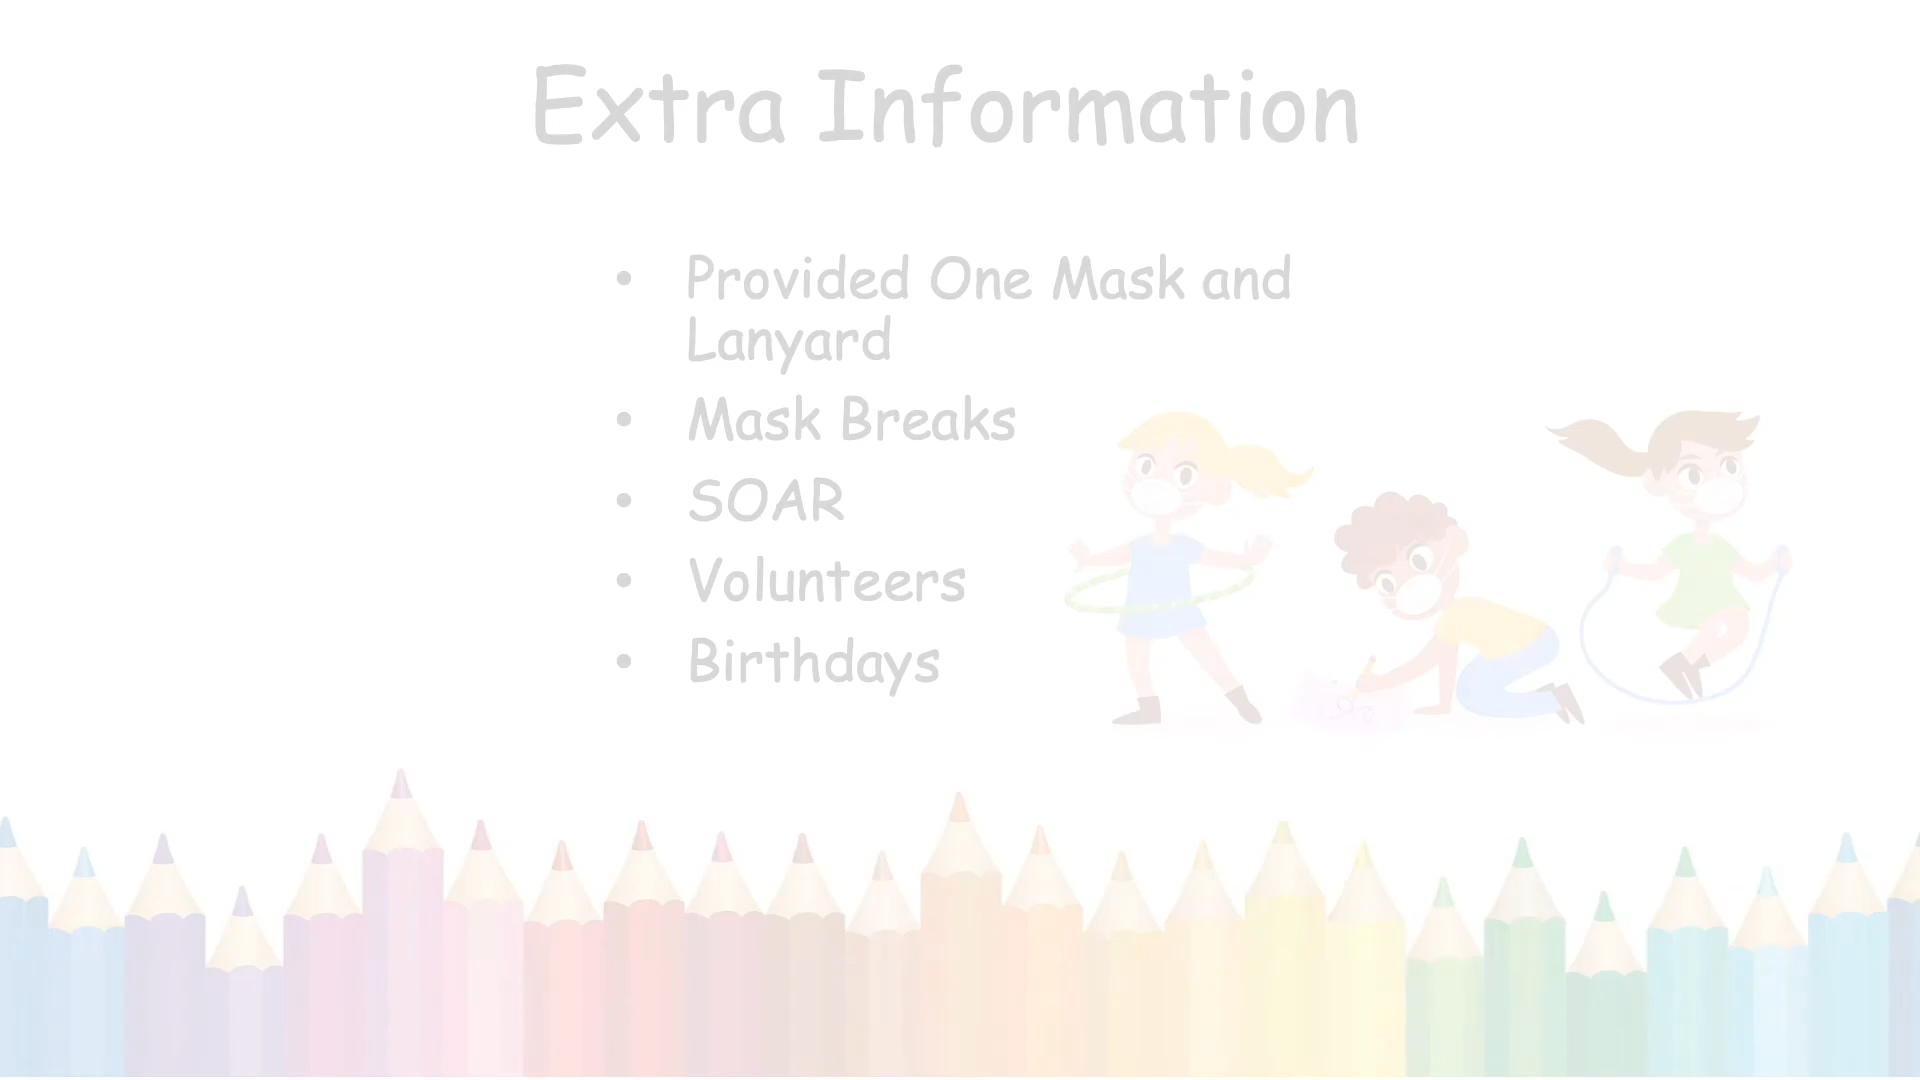 Extra Information
• Provided One Mask and
Lanyard
• Mask Breaks
• SOAR
• Volunteers
• Birthdays